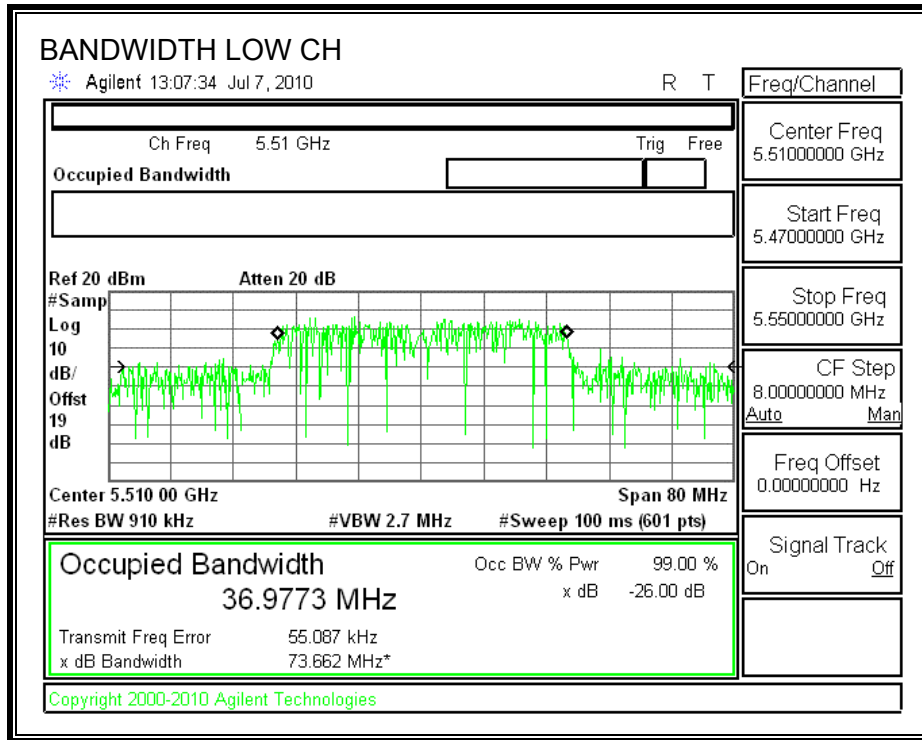 BANDWIDTH LOW CH
Agilent 13:07:34 Jul 7, 2010 R T
Freq/Channel
Ch Freq 5.51 GHz Trig Free
Occupied Bandwidth
Center Freq
5.51000000 GHz
Start Freq
5.47000000 GHz
Stop Freq
5.55000000 GHz
CF Step
8.00000000 MHz
Auto Man
Freq Offset
0.00000000 Hz
Signal Track
On Off
Ref 20 dBm Atten 20 dB
#Samp
Log
10
dB/
Offst
19
dB
Center 5.510 00 GHz Span 80 MHz
#Res BW 910 kHz #VBW 2.7 MHz #Sweep 100 ms (601 pts)
Occupied Bandwidth Occ BW % Pwr 99.00 %
36.9773 MHz x dB -26.00 dB
Transmit Freq Error 55.087 kHz
x dB Bandwidth 73.662 MHz*
Copyright 2000-2010 Agilent Technologies